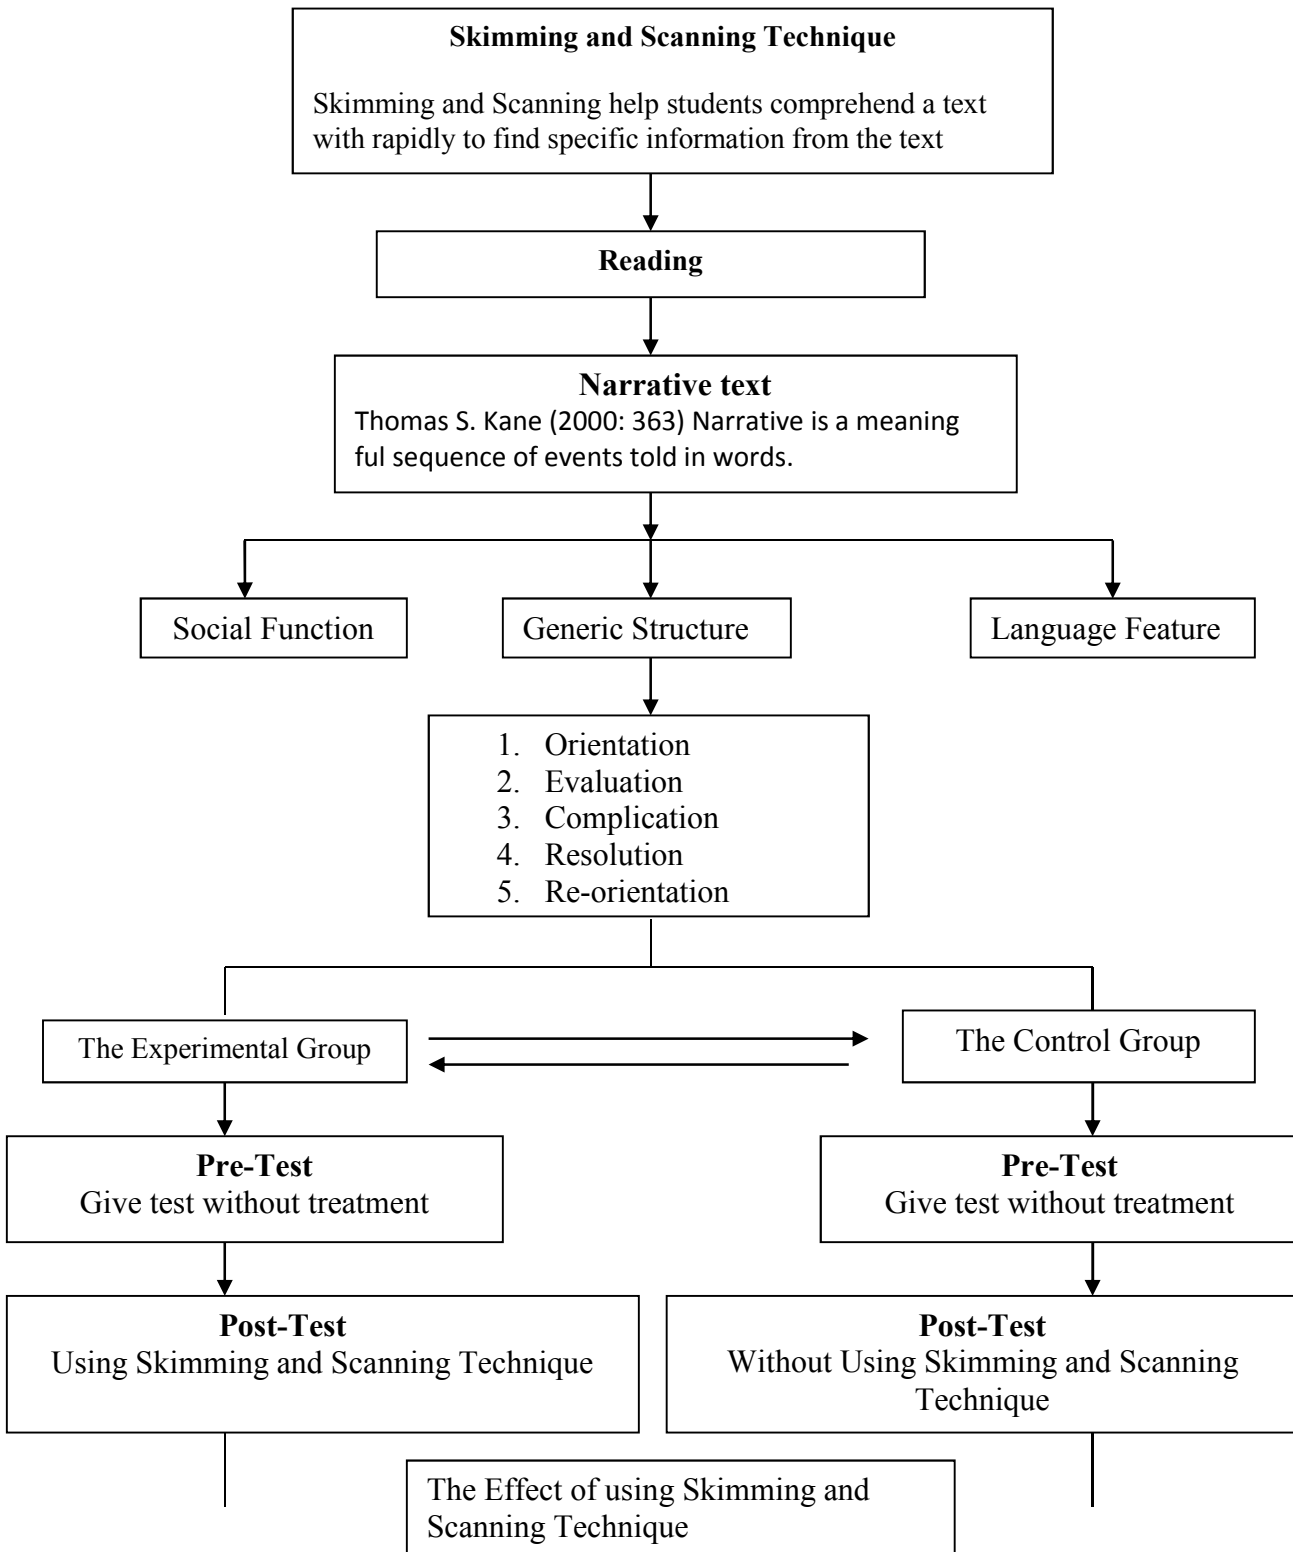 Skimming and Scanning Technique
Skimming and Scanning help students comprehend a text
with rapidly to find specific information from the text
Reading
Narrative text
Thomas S. Kane (2000: 363) Narrative is a meaning
ful sequence of events told in words.
Social Function
Generic Structure
Language Feature
1. Orientation
2. Evaluation
3. Complication
4. Resolution
5. Re-orientation
The Experimental Group
The Control Group
Pre-Test
Give test without treatment
Pre-Test
Give test without treatment
Post-Test
Using Skimming and Scanning Technique
Post-Test
Without Using Skimming and Scanning
Technique
The Effect of using Skimming and
Scanning Technique